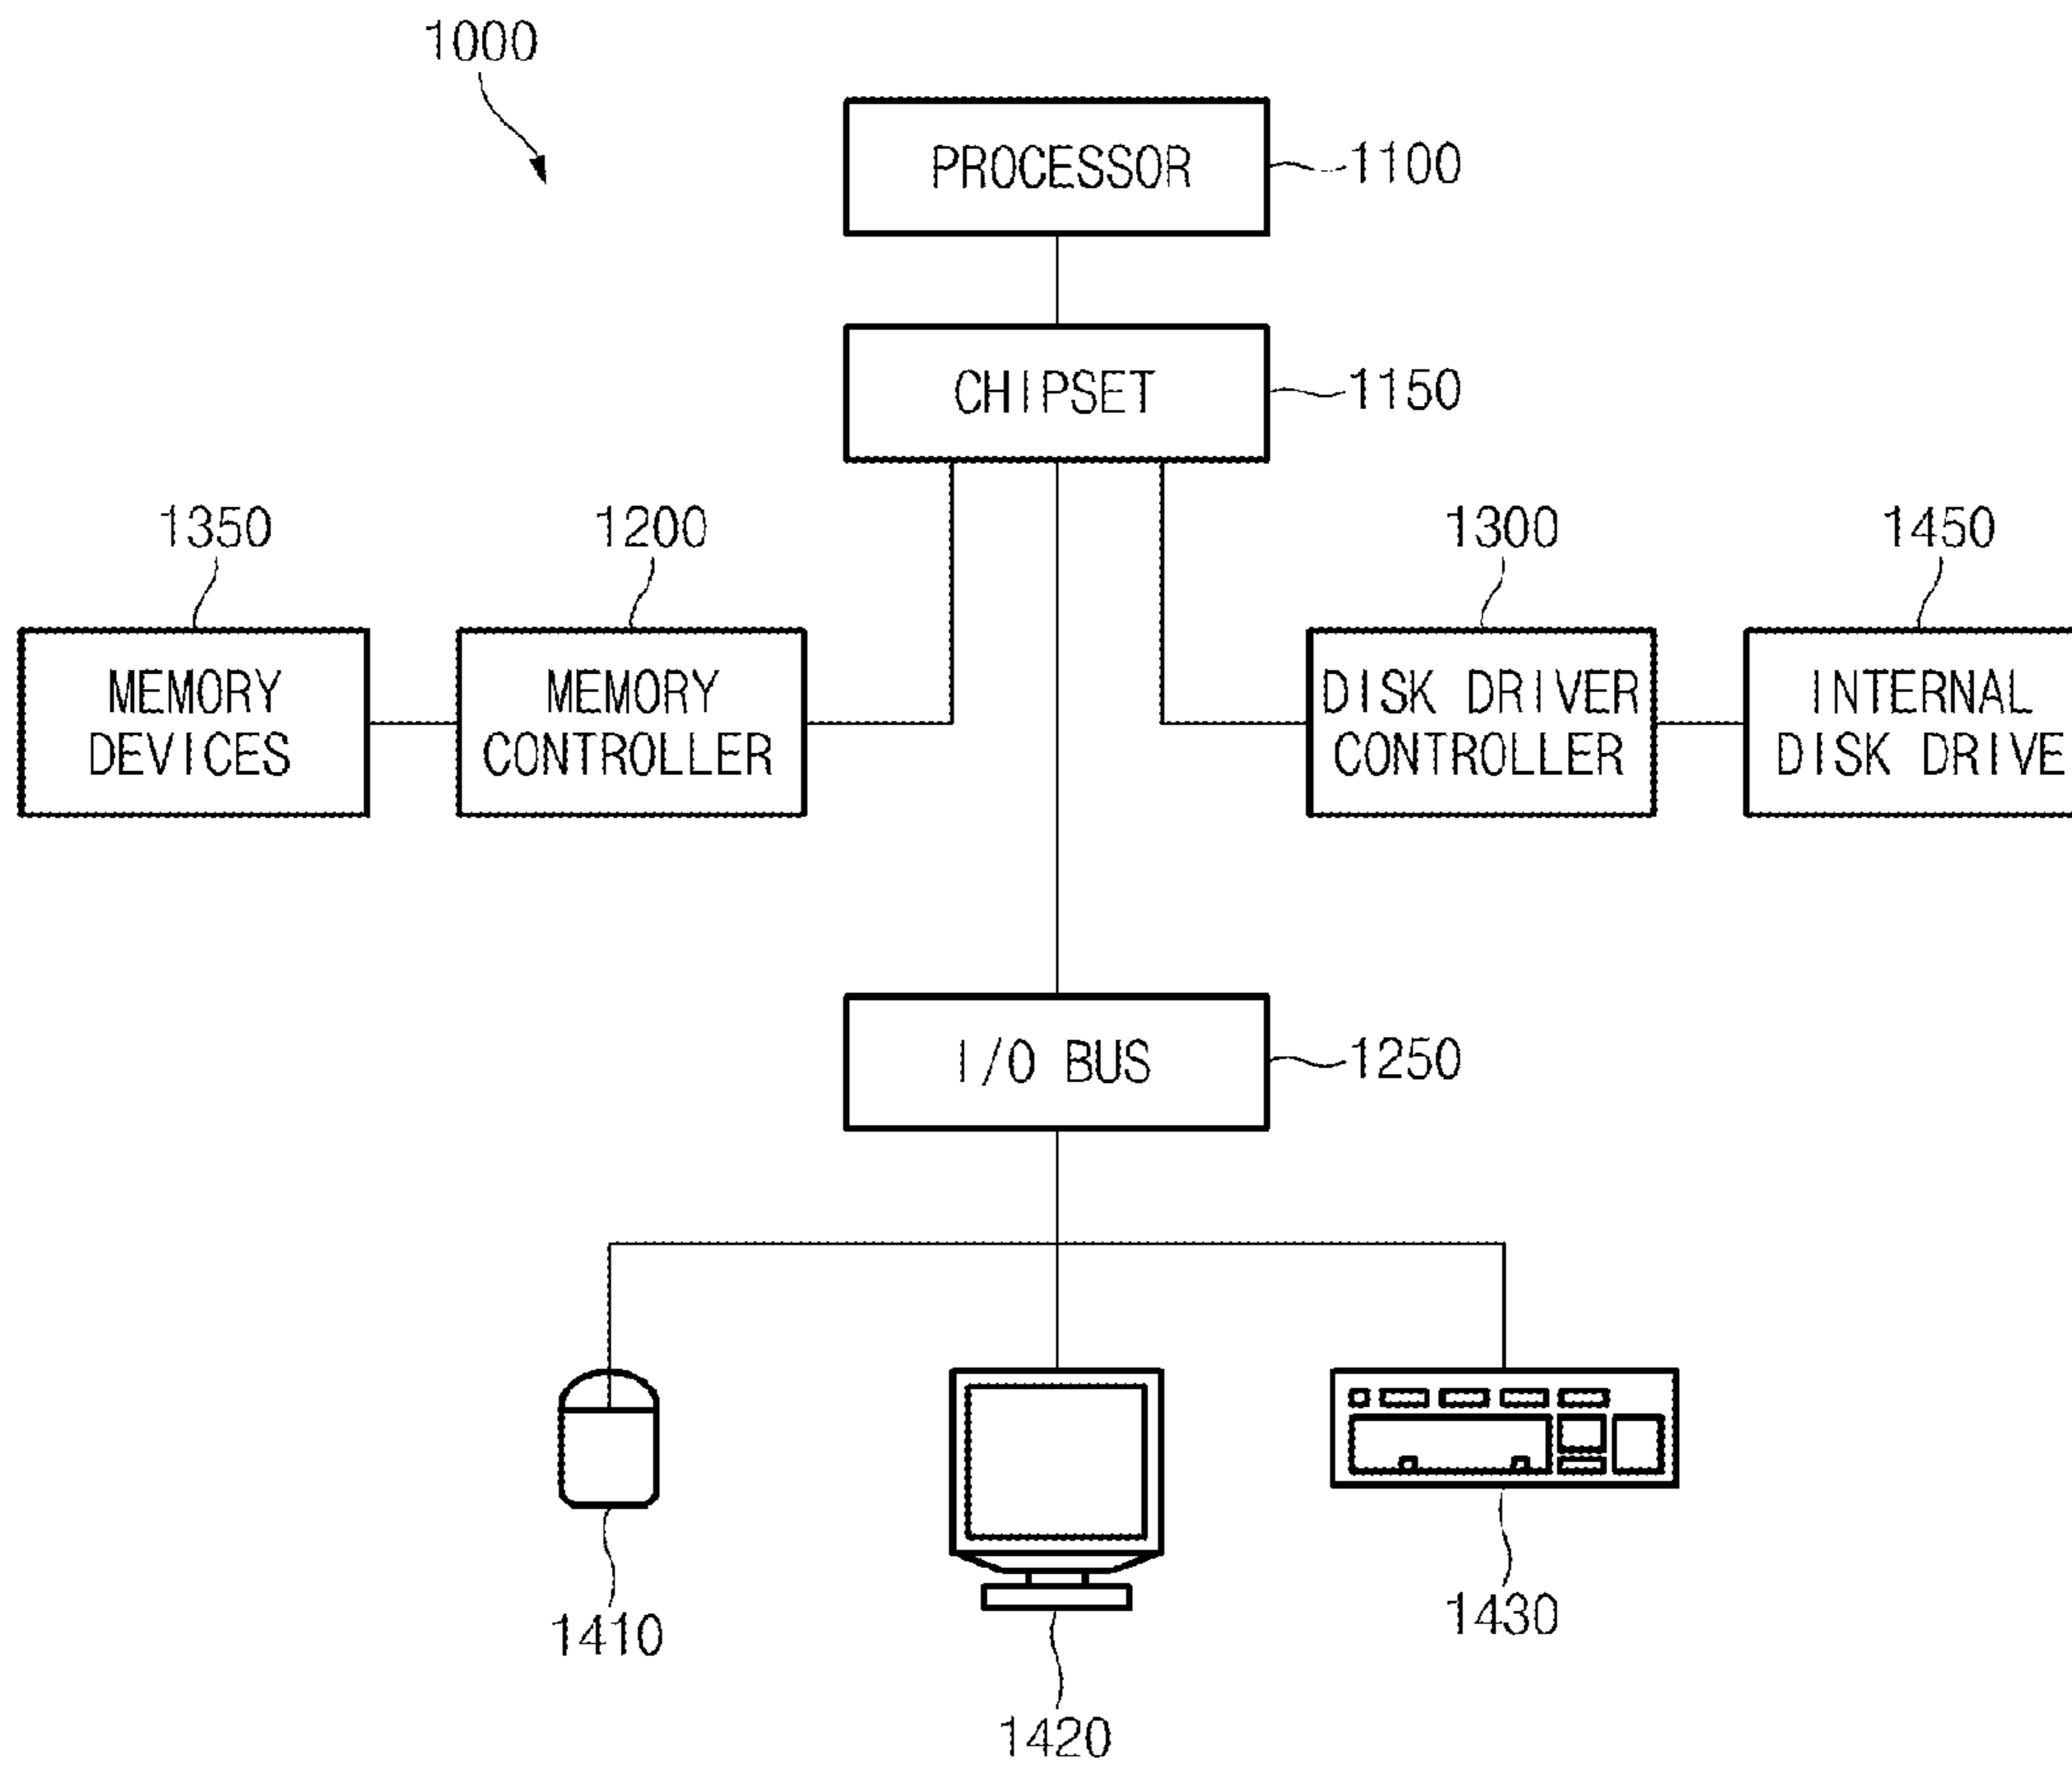 1000
PROCESSOR
1100
CHIPSET
1150
1350
1200
1300
1450
MEMORY
DEVICES
MEMORY
CONTROLLER
DISK DRIVER
CONTROLLER
INTERNAL
DISK DRIVE
I/O BUS
1250
1410
1420
1430